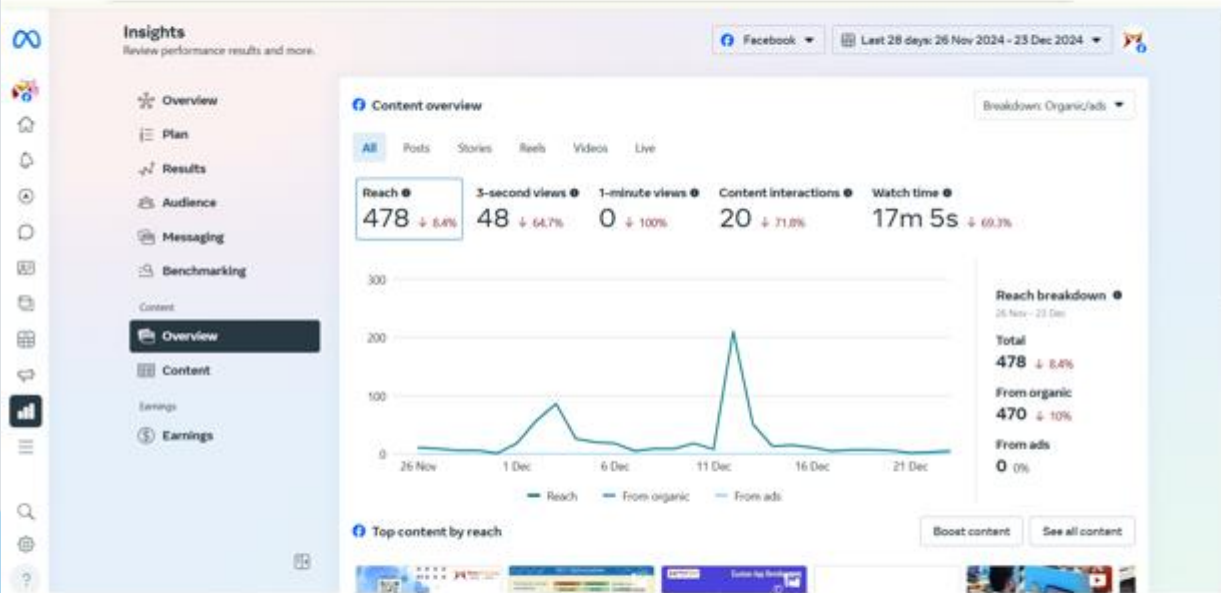 Insights
Review performance results and more.
Facebook
Last 28 days: 26 Nov 2024 - 23 Dec 2024
Overview
Plan
Results
Audience
Messaging
Benchmarking
Content
Overview
Content
Earnings
Earnings
Content overview
Breakdown: Organic/ads
All Posts Stories Reels Videos Live
Reach 3-second views 1-minute views Content interactions Watch time
478 ↓ 8.4% 48 ↓ 64.7% 0 ↓ 100% 20 ↓ 71.8% 17m 5s ↓ 69.3%
300
200
100
0
26 Nov 1 Dec 6 Dec 11 Dec 16 Dec 21 Dec
Reach From organic From ads
Reach breakdown
26 Nov - 23 Dec
Total
478 ↓ 8.4%
From organic
470 ↓ 10%
From ads
0 0%
Top content by reach
Boost content See all content
?